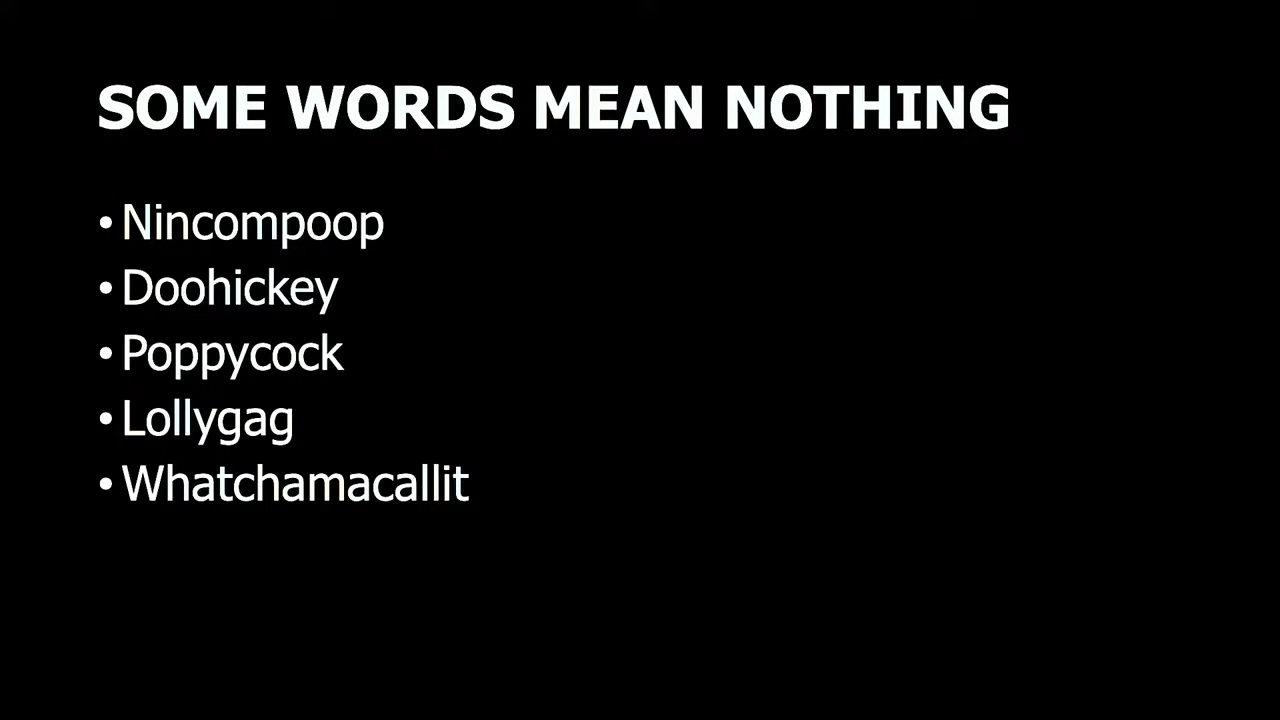 SOME WORDS MEAN NOTHING
• Nincompoop
• Doohickey
• Poppycock
• Lollygag
• Whatchamacallit